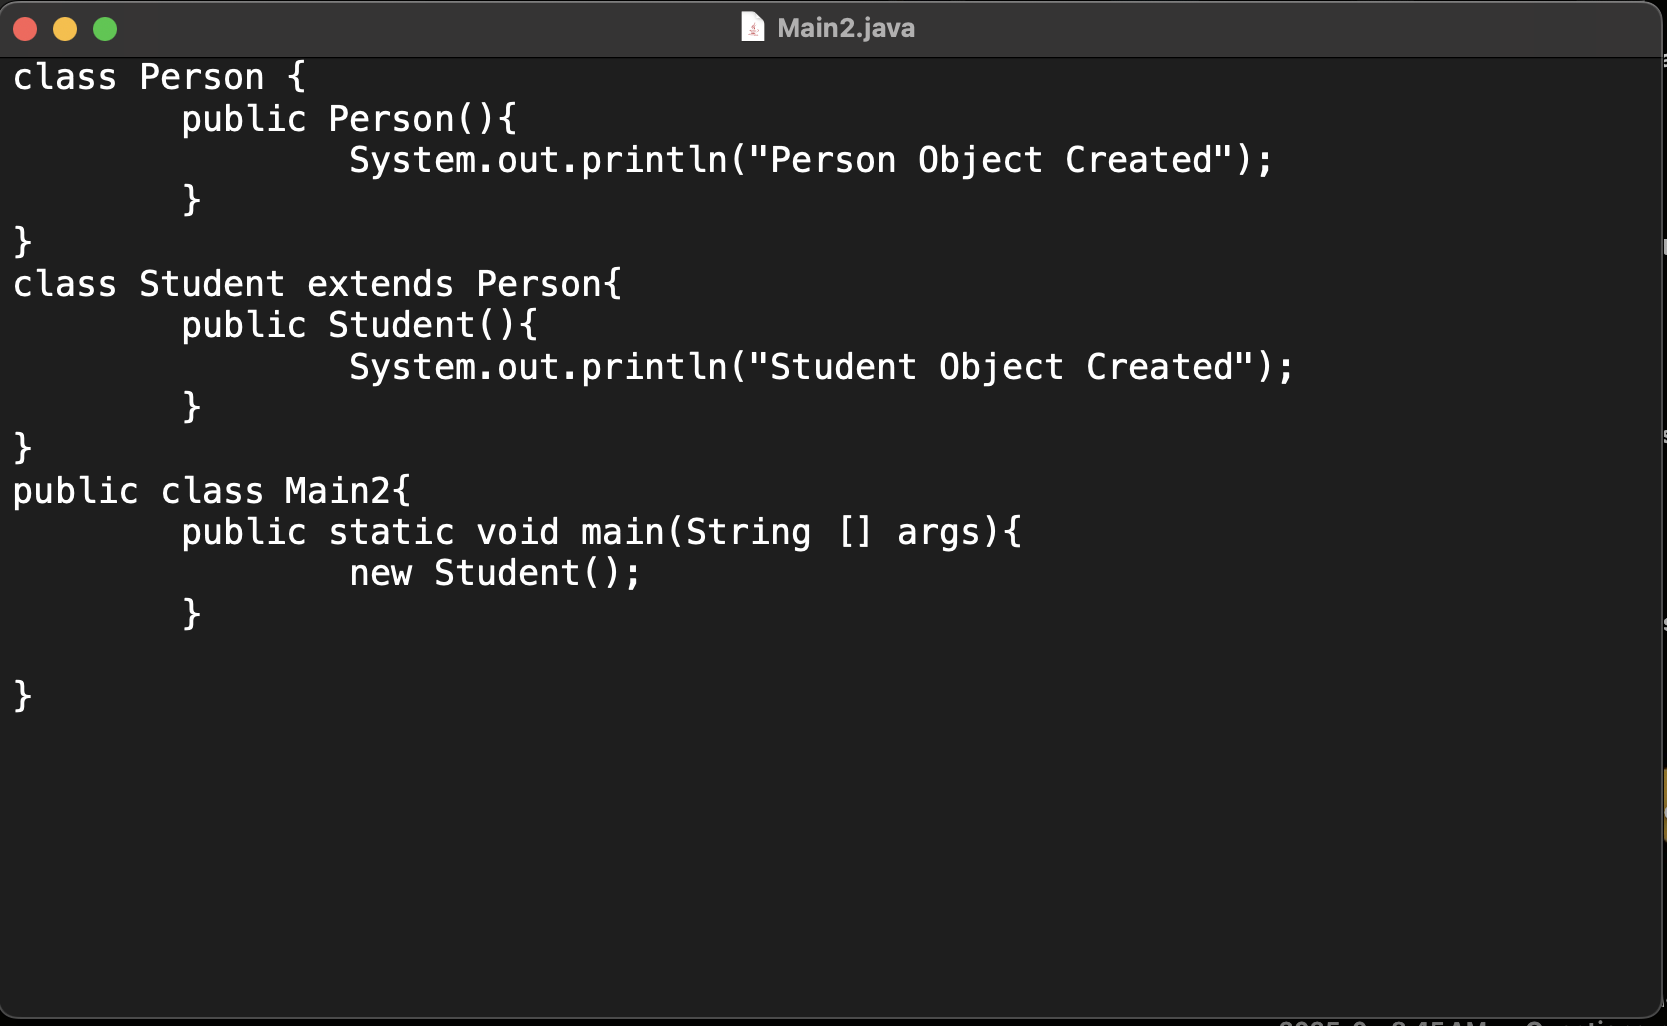 Main2.java
class Person {
        public Person(){
                System.out.println("Person Object Created");
        }
}
class Student extends Person{
        public Student(){
                System.out.println("Student Object Created");
        }
}
public class Main2{
        public static void main(String [] args){
                new Student();
        }

}